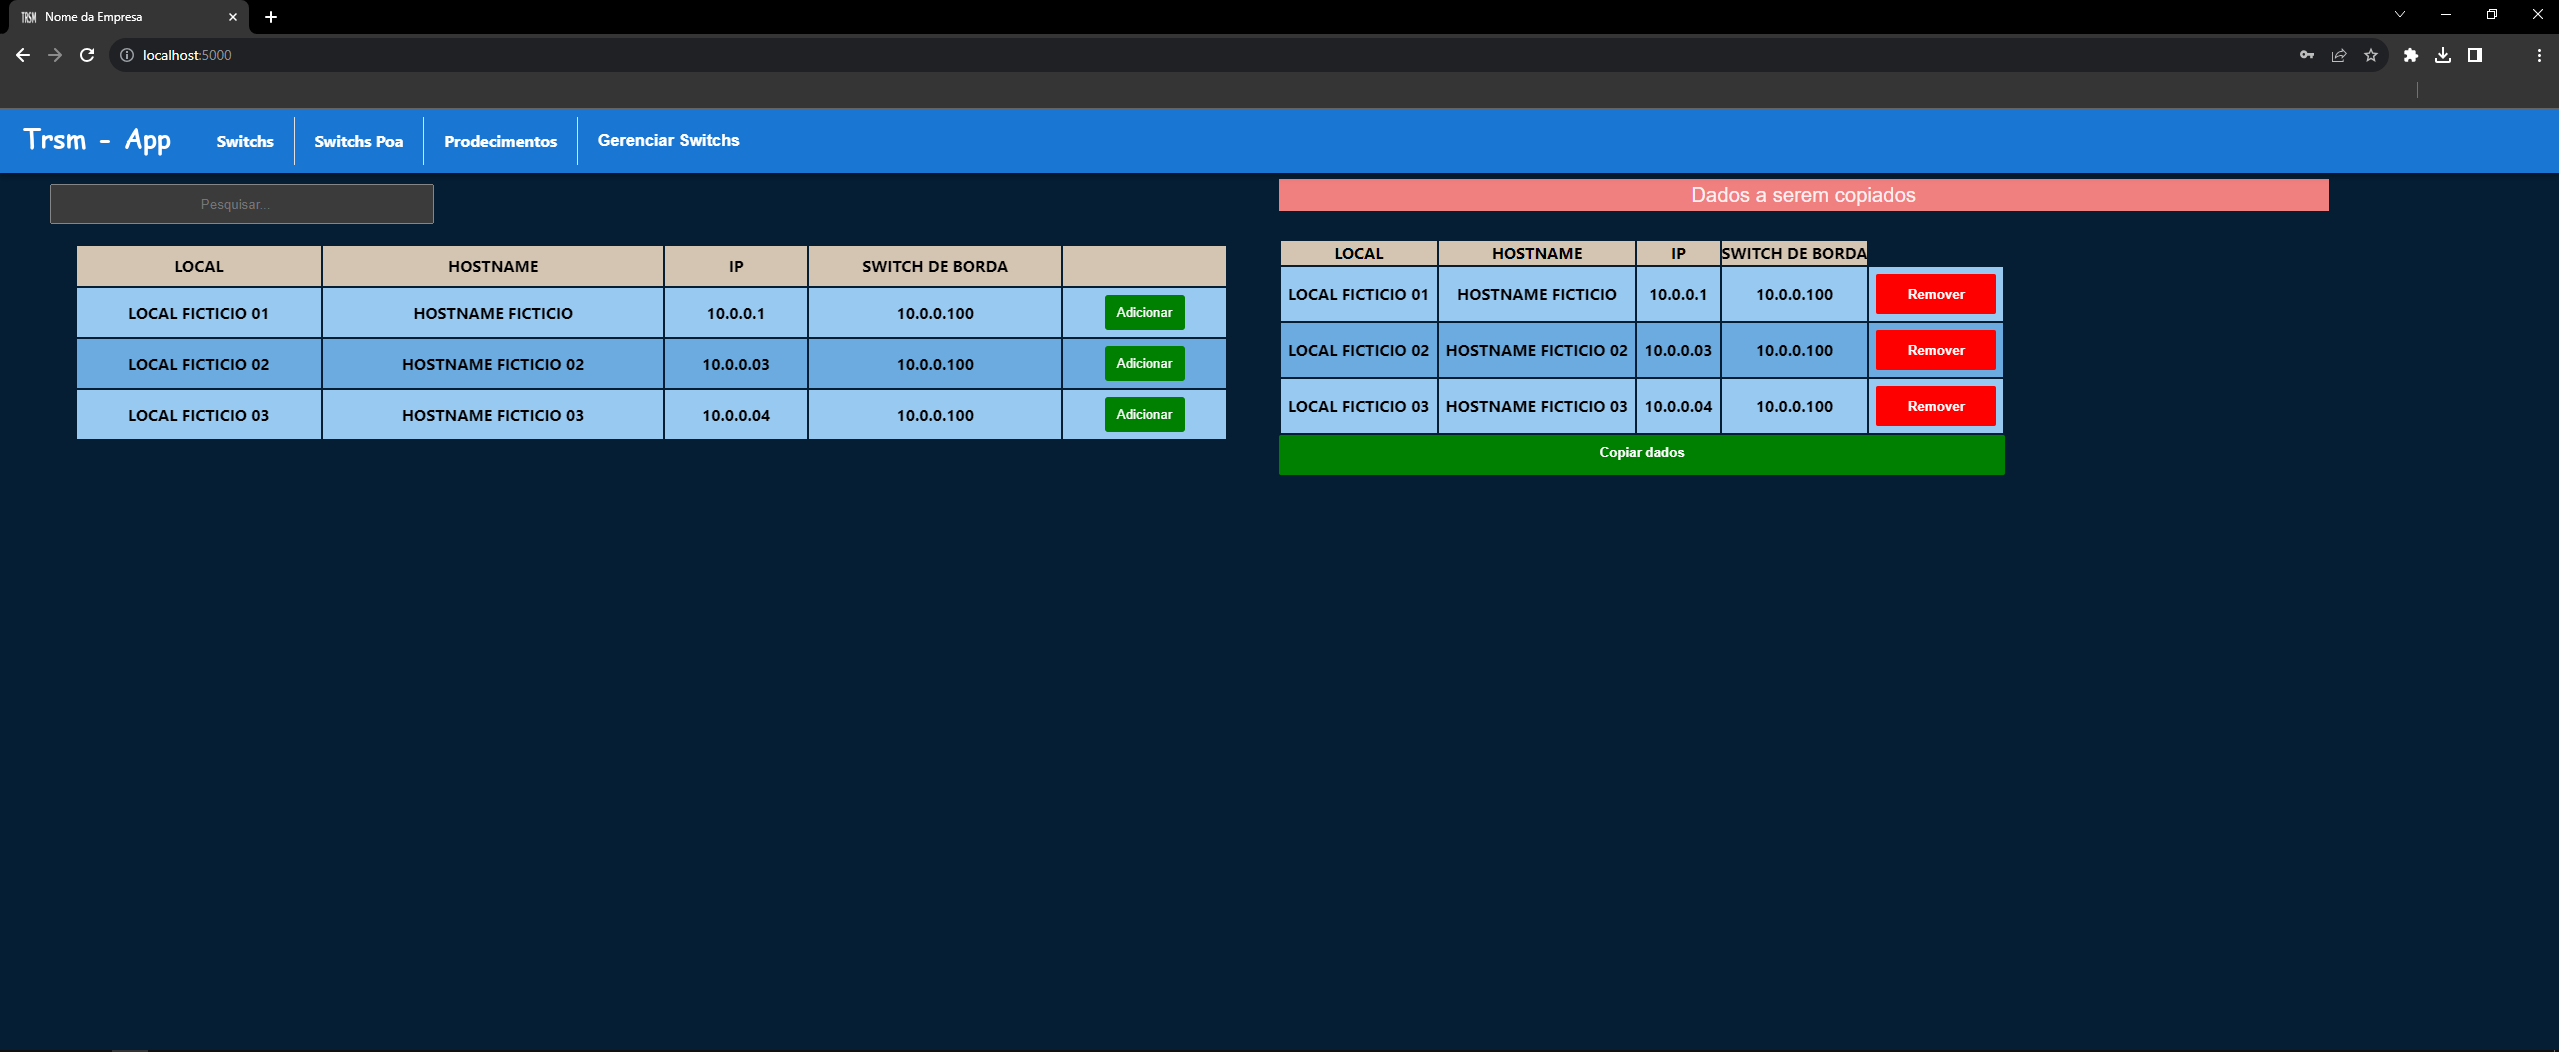 TRSM Nome da Empresa
localhost:5000
Trsm - App Switchs Switchs Poa Prodecimentos Gerenciar Switchs
Pesquisar...
LOCAL HOSTNAME IP SWITCH DE BORDA
LOCAL FICTICIO 01 HOSTNAME FICTICIO 10.0.0.1 10.0.0.100 Adicionar
LOCAL FICTICIO 02 HOSTNAME FICTICIO 02 10.0.0.03 10.0.0.100 Adicionar
LOCAL FICTICIO 03 HOSTNAME FICTICIO 03 10.0.0.04 10.0.0.100 Adicionar
Dados a serem copiados
LOCAL HOSTNAME IP SWITCH DE BORDA
LOCAL FICTICIO 01 HOSTNAME FICTICIO 10.0.0.1 10.0.0.100 Remover
LOCAL FICTICIO 02 HOSTNAME FICTICIO 02 10.0.0.03 10.0.0.100 Remover
LOCAL FICTICIO 03 HOSTNAME FICTICIO 03 10.0.0.04 10.0.0.100 Remover
Copiar dados